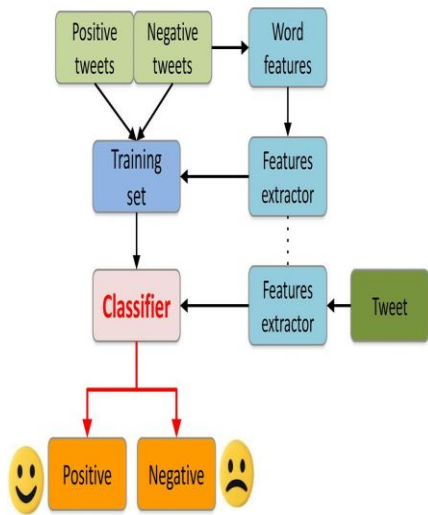 Positive
tweets
Negative
tweets
Word
features
Training
set
Features
extractor
Classifier
Features
extractor
Tweet
Positive
Negative